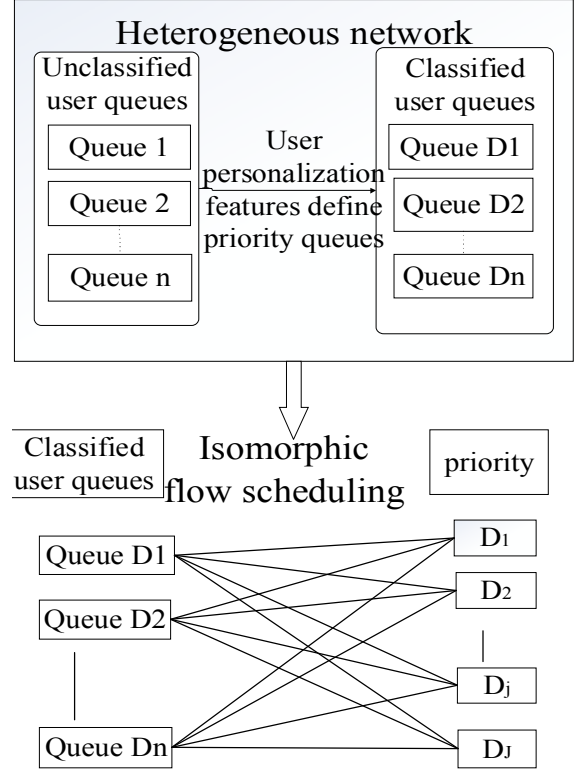 Heterogeneous network
Unclassified
user queues
Queue 1
Queue 2
Queue n
User
personalization
features define
priority queues
Classified
user queues
Queue D1
Queue D2
Queue Dn
Classified
user queues
Isomorphic
flow scheduling
priority
Queue D1
Queue D2
Queue Dn
D1
D2
Dj
DJ